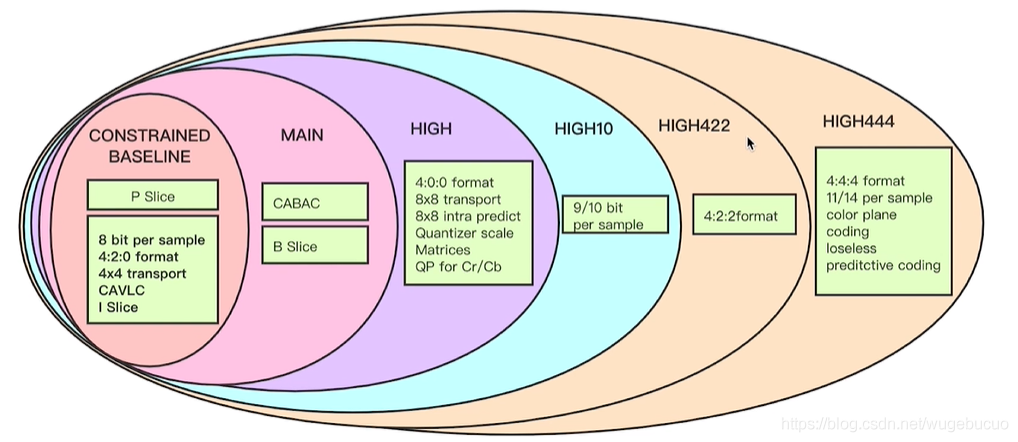 CONSTRAINED
BASELINE
P Slice
8 bit per sample
4:2:0 format
4x4 transport
CAVLC
I Slice
MAIN
CABAC
B Slice
HIGH
4:0:0 format
8x8 transport
8x8 intra predict
Quantizer scale
Matrices
QP for Cr/Cb
HIGH10
9/10 bit
per sample
HIGH422
4:2:2format
HIGH444
4:4:4 format
11/14 per sample
color plane
coding
loseless
preditctive coding
https://blog.csdn.net/wugebucuo